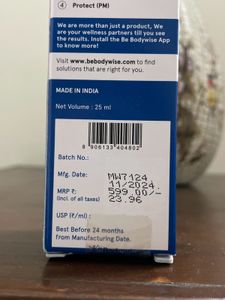 4 Protect (PM)
We are more than just a product, We
are your wellness partners till you see
the results. Install the Be Bodywise App
to know more!
Visit www.bebodywise.com to find
solutions that are right for you.
MADE IN INDIA
Net Volume : 25 ml
8 906133 404802
Batch No.: MW7124
Mfg. Date: 11/2024
MRP ₹: 599.00/-
(incl. of all taxes) 23.96
USP (₹/ml) :
Best Before 24 months
from Manufacturing Date.